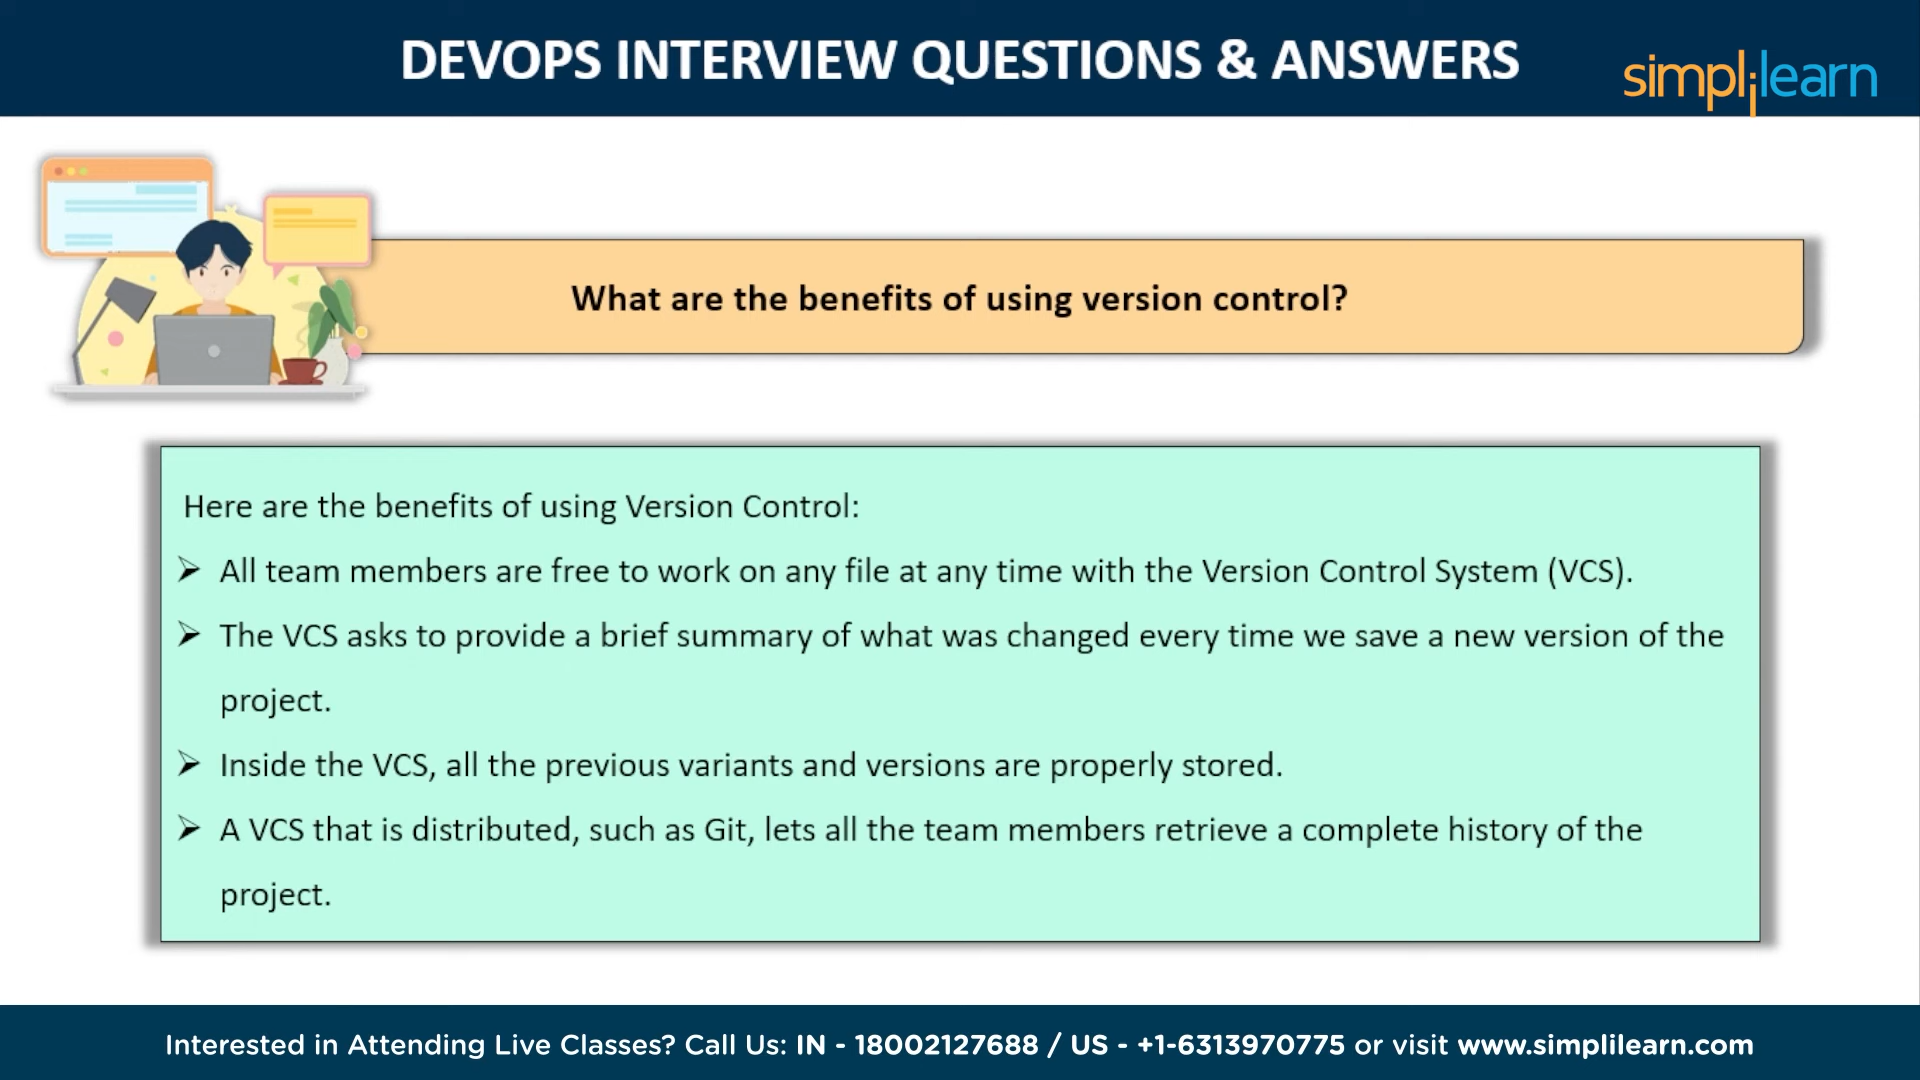 DEVOPS INTERVIEW QUESTIONS & ANSWERS
simplilearn
What are the benefits of using version control?
Here are the benefits of using Version Control:
➢ All team members are free to work on any file at any time with the Version Control System (VCS).
➢ The VCS asks to provide a brief summary of what was changed every time we save a new version of the
project.
➢ Inside the VCS, all the previous variants and versions are properly stored.
➢ A VCS that is distributed, such as Git, lets all the team members retrieve a complete history of the
project.
Interested in Attending Live Classes? Call Us: IN - 18002127688 / US - +1-6313970775 or visit www.simplilearn.com